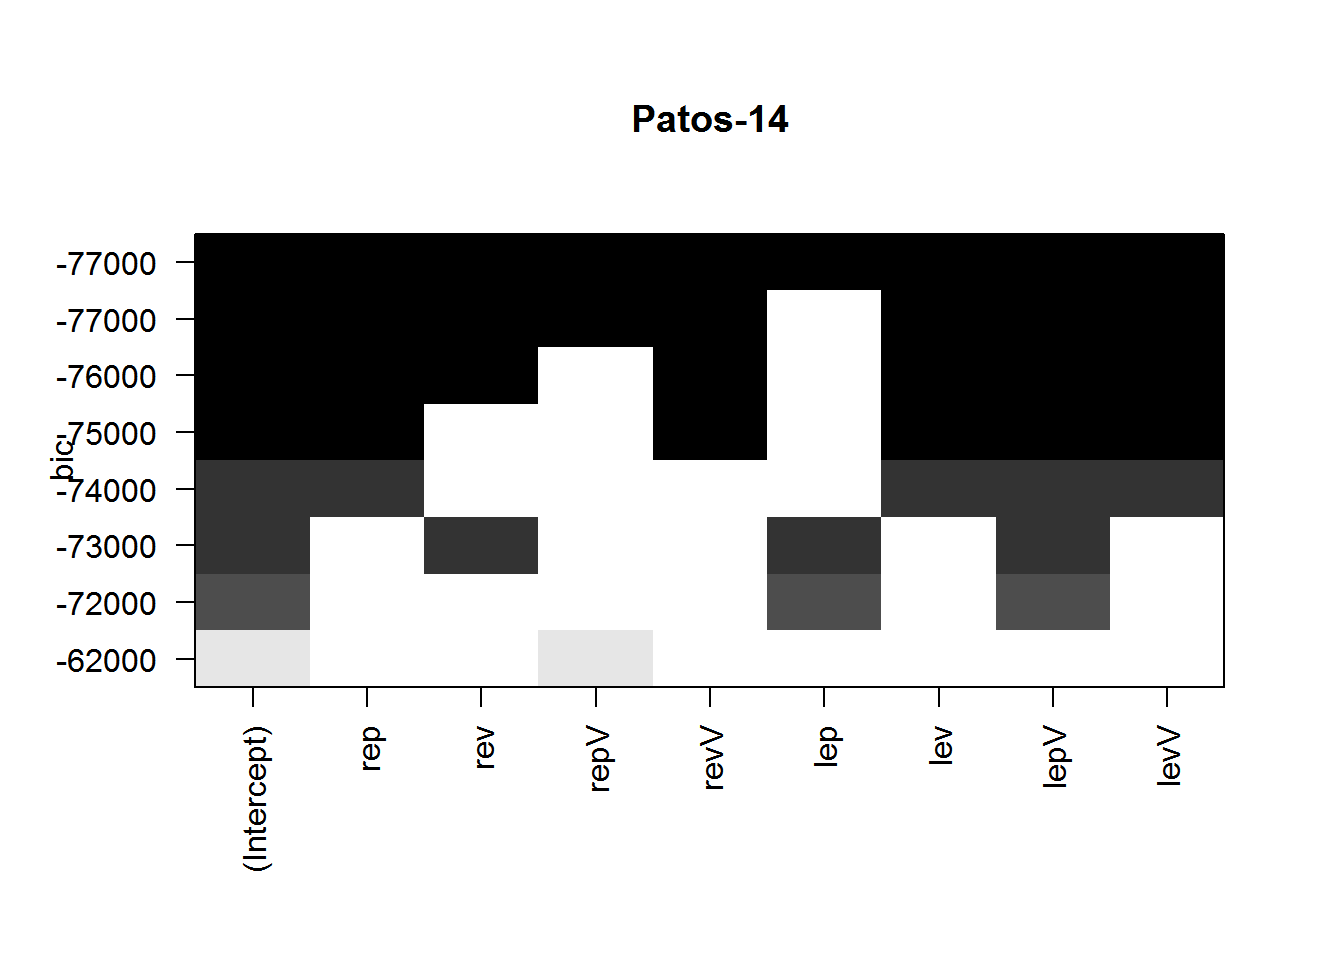 Patos-14
-77000
-77000
-76000
-75000
-74000
-73000
-72000
-62000
bic
(Intercept)
rep
rev
repV
revV
lep
lev
lepV
levV